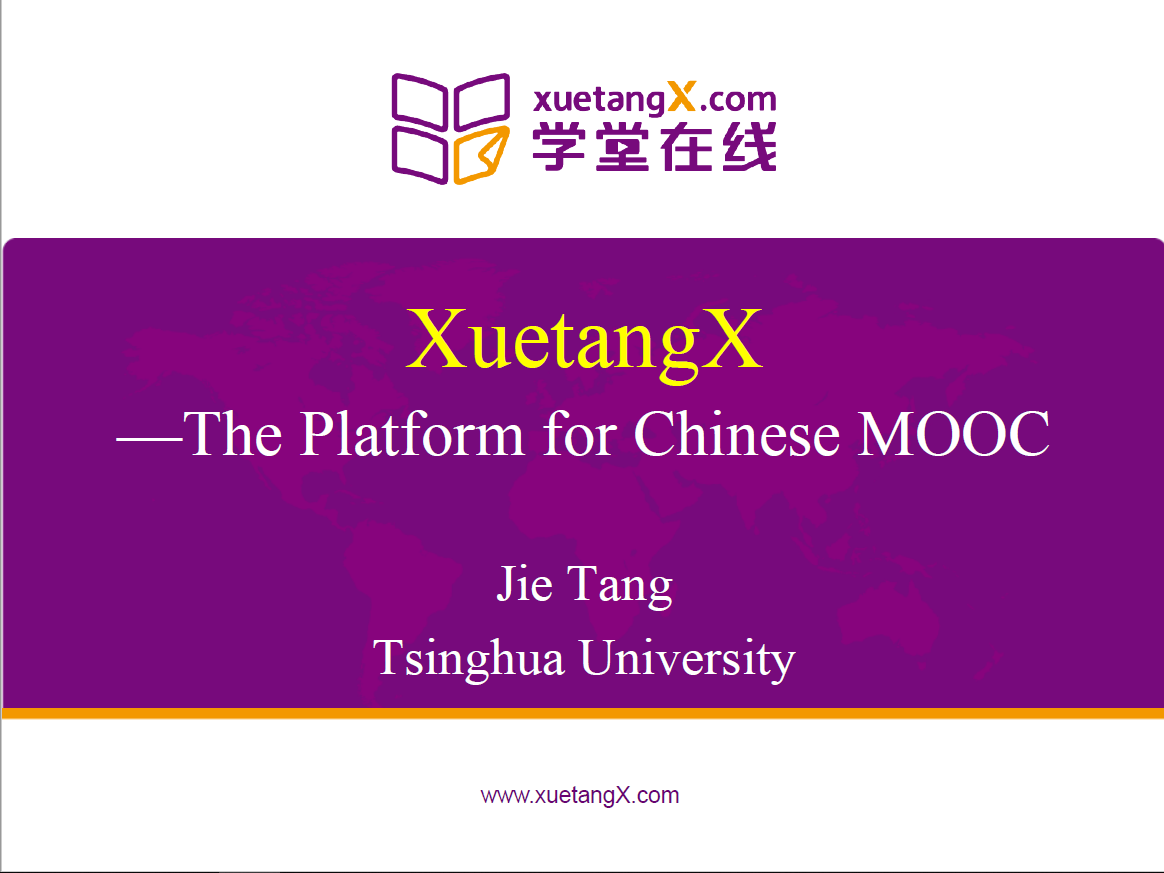 xuetangX.com
学堂在线
XuetangX
—The Platform for Chinese MOOC
Jie Tang
Tsinghua University
www.xuetangX.com